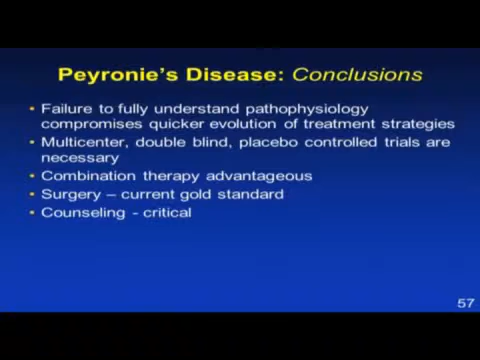 Peyronie's Disease: Conclusions
• Failure to fully understand pathophysiology
compromises quicker evolution of treatment strategies
• Multicenter, double blind, placebo controlled trials are
necessary
• Combination therapy advantageous
• Surgery – current gold standard
• Counseling - critical
57